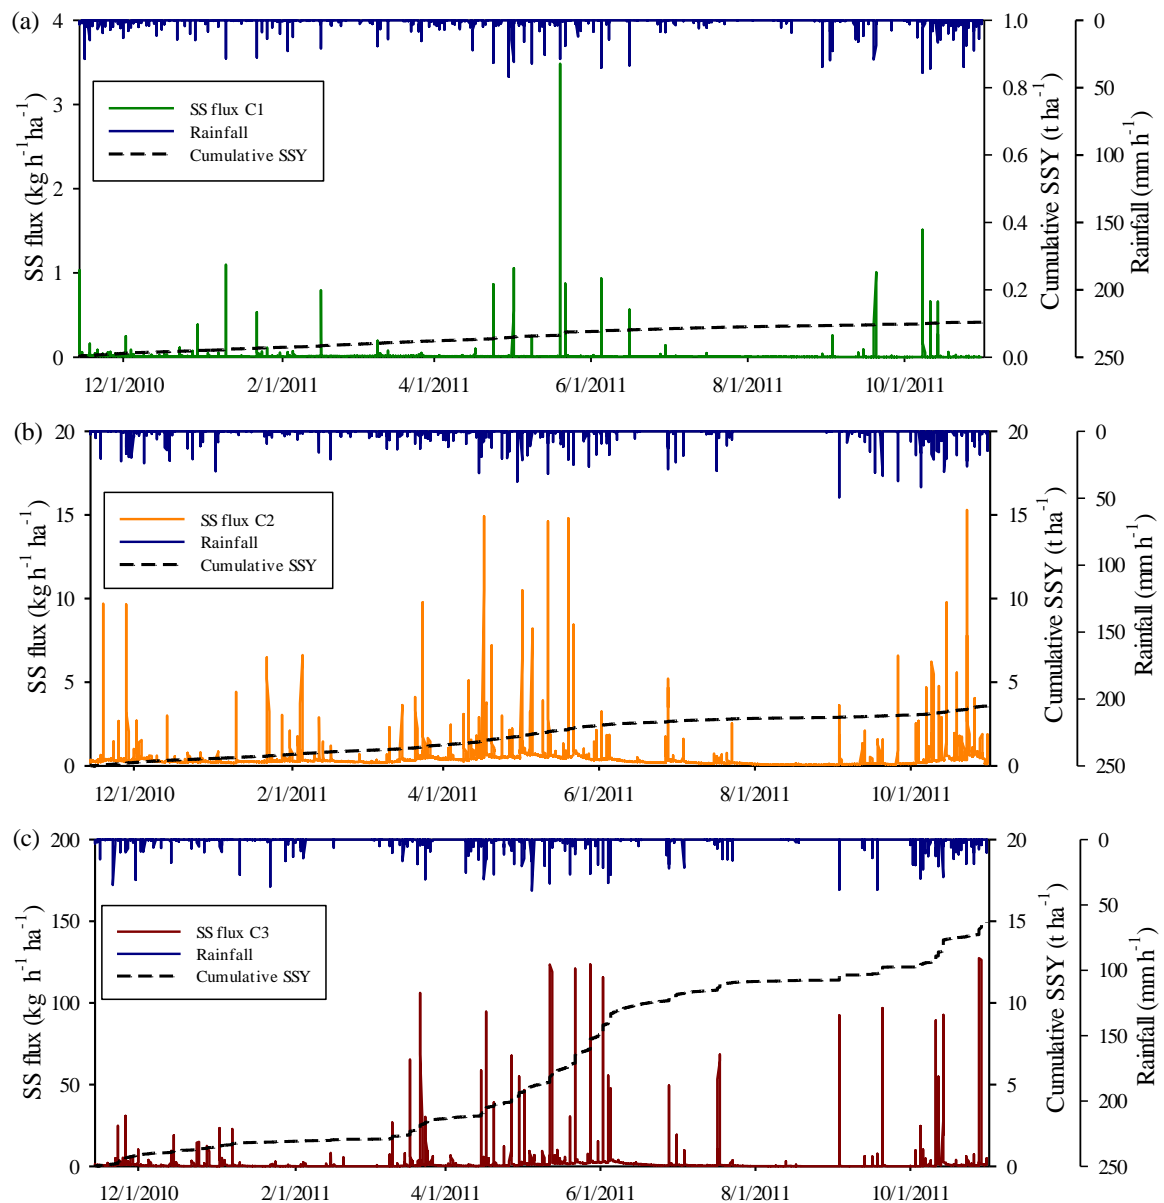 (a)
4
3
2
1
0
SS flux (kg h⁻¹ha⁻¹)
SS flux C1
Rainfall
Cumulative SSY
1.0
0.8
0.6
0.4
0.2
0.0
Cumulative SSY (t ha⁻¹)
0
50
100
150
200
250
Rainfall (mm h⁻¹)
12/1/2010 2/1/2011 4/1/2011 6/1/2011 8/1/2011 10/1/2011
(b)
20
15
10
5
0
SS flux (kg h⁻¹ ha⁻¹)
SS flux C2
Rainfall
Cumulative SSY
20
15
10
5
0
Cumulative SSY (t ha⁻¹)
0
50
100
150
200
250
Rainfall (mm h⁻¹)
12/1/2010 2/1/2011 4/1/2011 6/1/2011 8/1/2011 10/1/2011
(c)
200
150
100
50
0
SS flux (kg h⁻¹ ha⁻¹)
SS flux C3
Rainfall
Cumulative SSY
20
15
10
5
0
Cumulative SSY (t ha⁻¹)
0
50
100
150
200
250
Rainfall (mm h⁻¹)
12/1/2010 2/1/2011 4/1/2011 6/1/2011 8/1/2011 10/1/2011